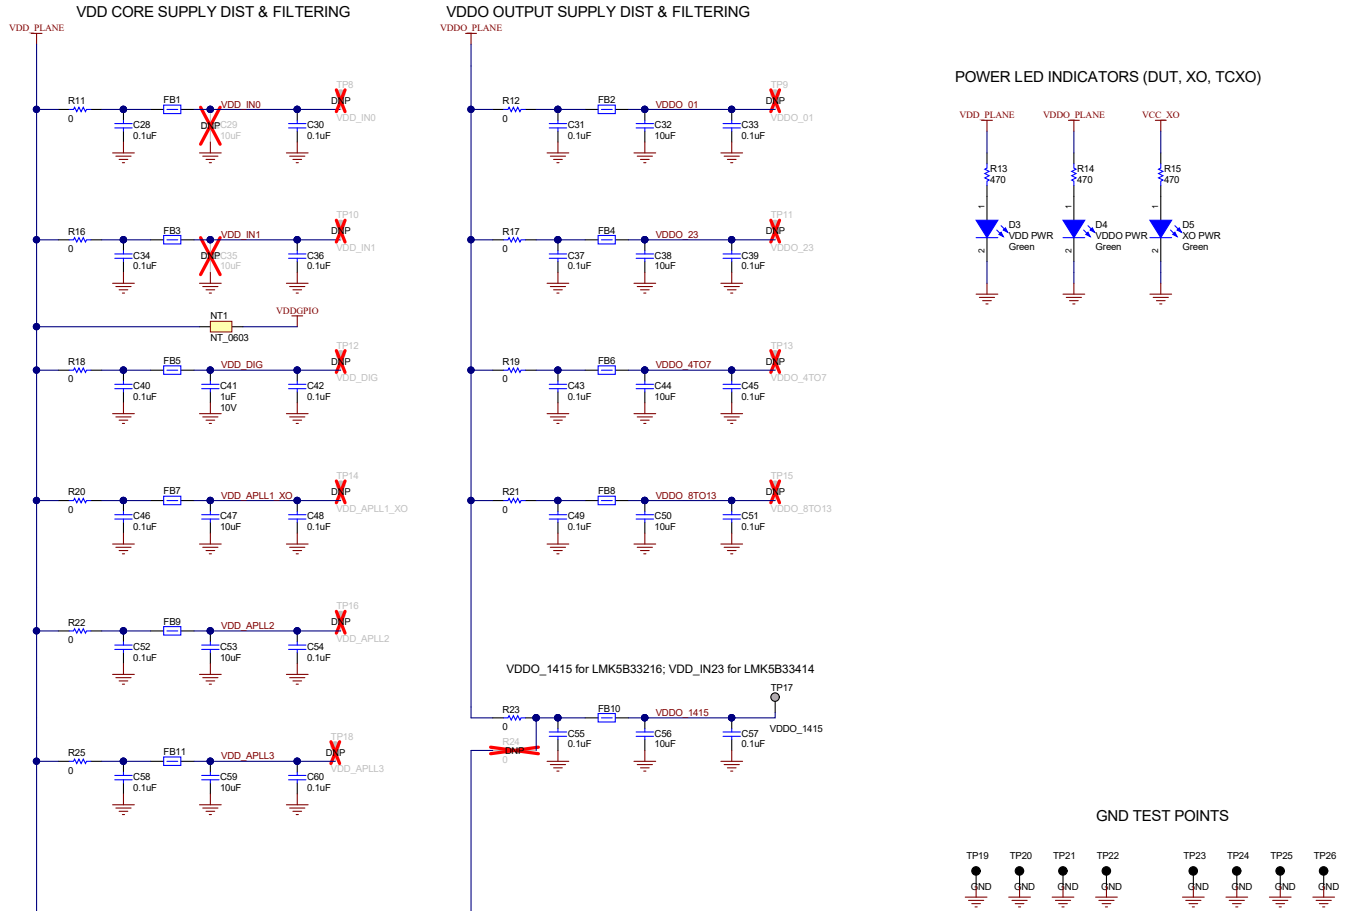 VDD CORE SUPPLY DIST & FILTERING
VDD_PLANE
R11
0
C28
0.1uF
FB1
VDD_IN0
DNP
C29
10uF
C30
0.1uF
TP8
DNP
VDD_IN0
R16
0
C34
0.1uF
FB3
VDD_IN1
DNP
C35
10uF
C36
0.1uF
TP10
DNP
VDD_IN1
NT1
NT_0603
VDDGPIO
R18
0
C40
0.1uF
FB5
VDD_DIG
C41
1uF
10V
C42
0.1uF
TP12
DNP
VDD_DIG
R20
0
C46
0.1uF
FB7
VDD_APLL1_XO
C47
10uF
C48
0.1uF
TP14
DNP
VDD_APLL1_XO
R22
0
C52
0.1uF
FB9
VDD_APLL2
C53
10uF
C54
0.1uF
TP16
DNP
VDD_APLL2
R25
0
C58
0.1uF
FB11
VDD_APLL3
C59
10uF
C60
0.1uF
TP18
DNP
VDD_APLL3
VDDO OUTPUT SUPPLY DIST & FILTERING
VDDO_PLANE
R12
0
C31
0.1uF
FB2
VDDO_01
C32
10uF
C33
0.1uF
TP9
DNP
VDDO_01
R17
0
C37
0.1uF
FB4
VDDO_23
C38
10uF
C39
0.1uF
TP11
DNP
VDDO_23
R19
0
C43
0.1uF
FB6
VDDO_4TO7
C44
10uF
C45
0.1uF
TP13
DNP
VDDO_4TO7
R21
0
C49
0.1uF
FB8
VDDO_8TO13
C50
10uF
C51
0.1uF
TP15
DNP
VDDO_8TO13
VDDO_1415 for LMK5B33216; VDD_IN23 for LMK5B33414
R23
0
R24
DNP
0
C55
0.1uF
FB10
VDDO_1415
C56
10uF
C57
0.1uF
TP17
VDDO_1415
POWER LED INDICATORS (DUT, XO, TCXO)
VDD_PLANE
R13
470
1
2
D3
VDD PWR
Green
VDDO_PLANE
R14
470
1
2
D4
VDDO PWR
Green
VCC_XO
R15
470
1
2
D5
XO PWR
Green
GND TEST POINTS
TP19 TP20 TP21 TP22 TP23 TP24 TP25 TP26
GND GND GND GND GND GND GND GND